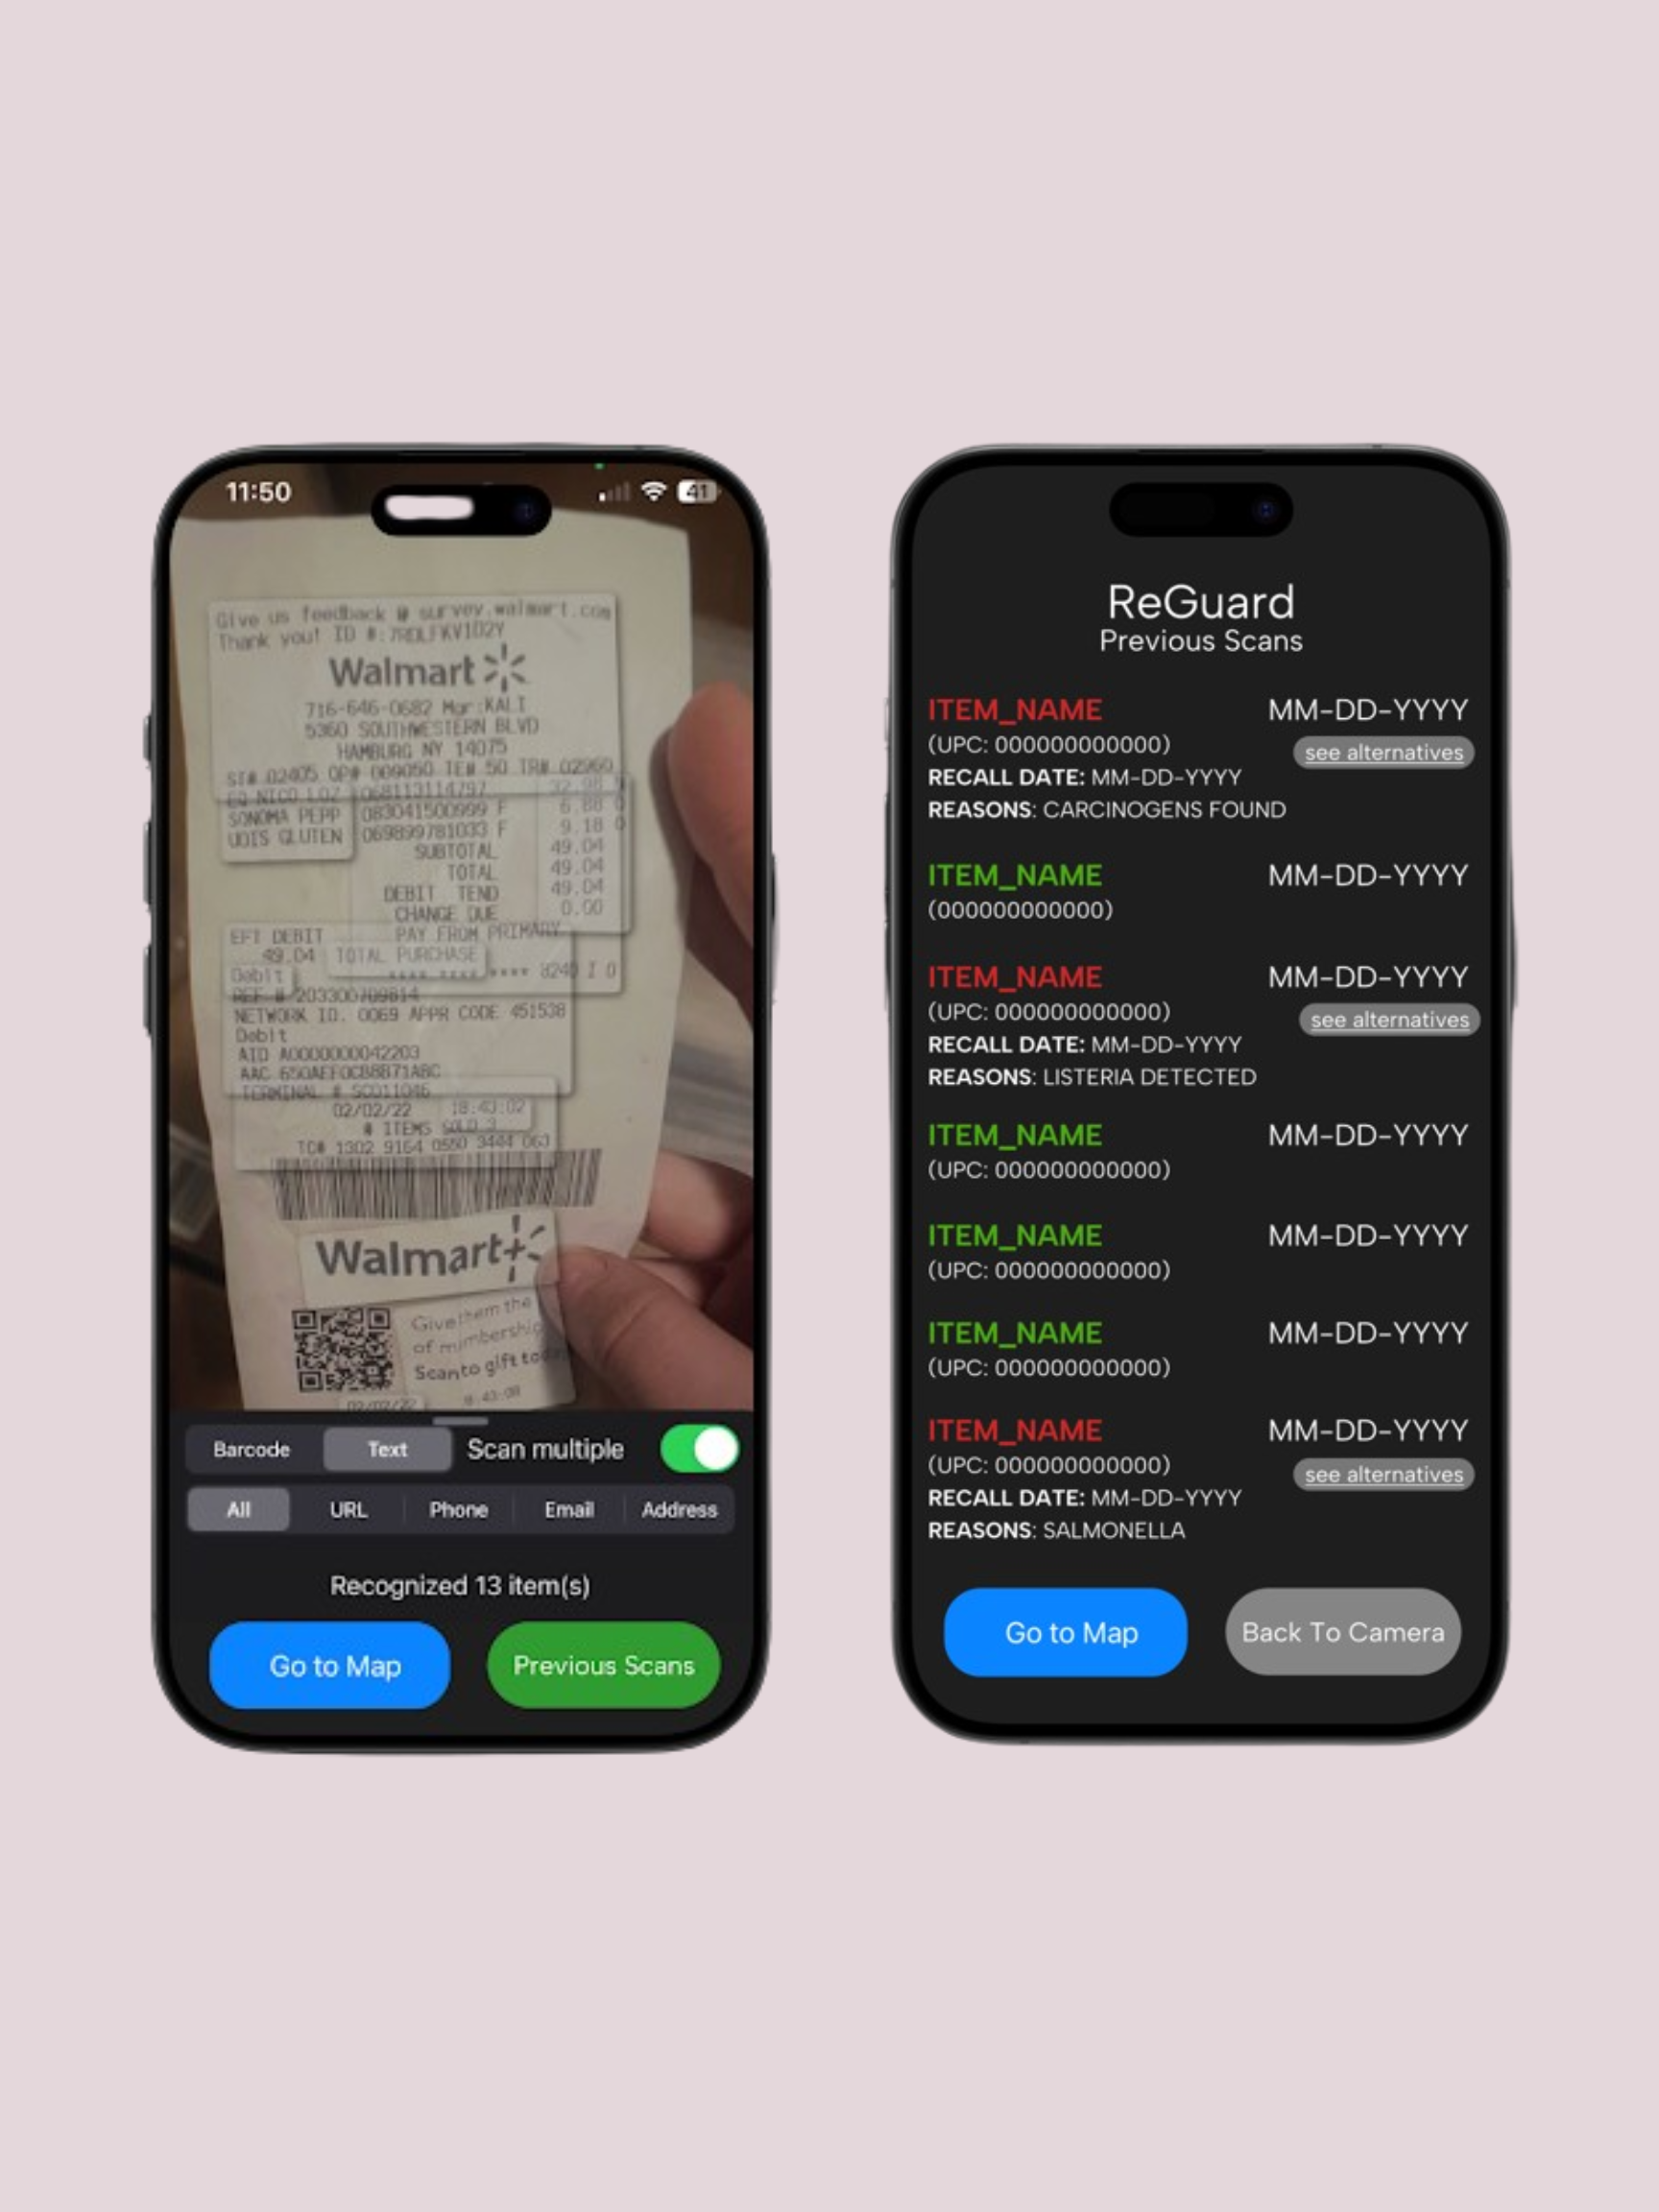 11:50
41
Give us feedback @ survey.walmart.com
Thank you! ID #:7RDLFKV1D2Y
Walmart
716-646-0682 Mgr:KALI
5360 SOUTHWESTERN BLVD
HAMBURG NY 14075
ST# 02405 OP# 009050 TE# 50 TR# 02960
EQ NICO LOZ 068113114797 32.98
SONOMA PEPP 083041500999 F 6.88 O
UDIS GLUTEN 069899781033 F 9.18 O
SUBTOTAL 49.04
TOTAL 49.04
DEBIT TEND 49.04
CHANGE DUE 0.00
EFT DEBIT PAY FROM PRIMARY
49.04 TOTAL PURCHASE
Debit **** **** **** 8240 I 0
REF # 203300709814
NETWORK ID. 0069 APPR CODE 451538
Debit
AID A0000000042203
AAC 650AEF0CB8B71ABC
TERMINAL # SC011046
02/02/22 18:43:02
# ITEMS SOLD 3
TC# 1302 9164 0550 3444 063
Walmart+
Give them the
of mimbership
Scan to gift today
02/02/22 8:43:08
Barcode Text Scan multiple
All URL Phone Email Address
Recognized 13 item(s)
Go to Map Previous Scans
ReGuard
Previous Scans
ITEM_NAME MM-DD-YYYY
(UPC: 000000000000) see alternatives
RECALL DATE: MM-DD-YYYY
REASONS: CARCINOGENS FOUND
ITEM_NAME MM-DD-YYYY
(000000000000)
ITEM_NAME MM-DD-YYYY
(UPC: 000000000000) see alternatives
RECALL DATE: MM-DD-YYYY
REASONS: LISTERIA DETECTED
ITEM_NAME MM-DD-YYYY
(UPC: 000000000000)
ITEM_NAME MM-DD-YYYY
(UPC: 000000000000)
ITEM_NAME MM-DD-YYYY
(UPC: 000000000000)
ITEM_NAME MM-DD-YYYY
(UPC: 000000000000) see alternatives
RECALL DATE: MM-DD-YYYY
REASONS: SALMONELLA
Go to Map Back To Camera